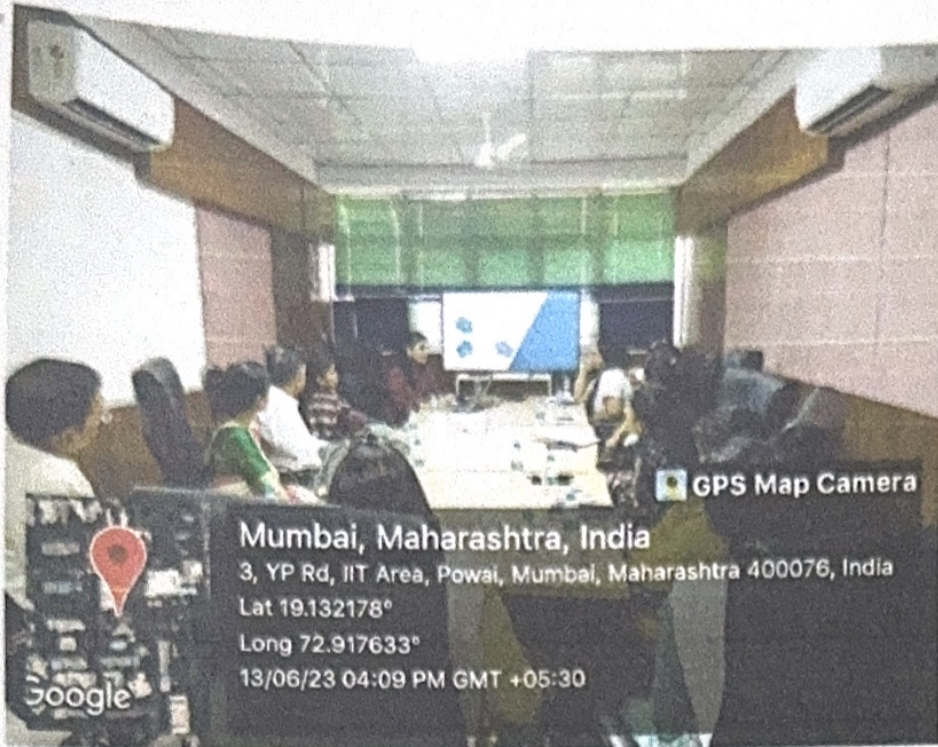 GPS Map Camera
Mumbai, Maharashtra, India
3, YP Rd, IIT Area, Powai, Mumbai, Maharashtra 400076, India
Lat 19.132178°
Long 72.917633°
13/06/23 04:09 PM GMT +05:30
Google